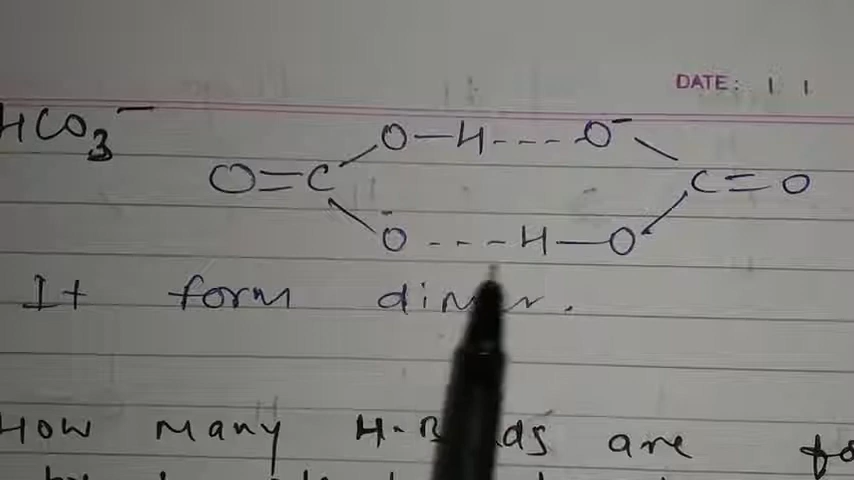 DATE:
HCO3⁻
O—H----O⁻
O=C C=O
O⁻ ---H—O
It form dimer.
How Many H-Bonds are